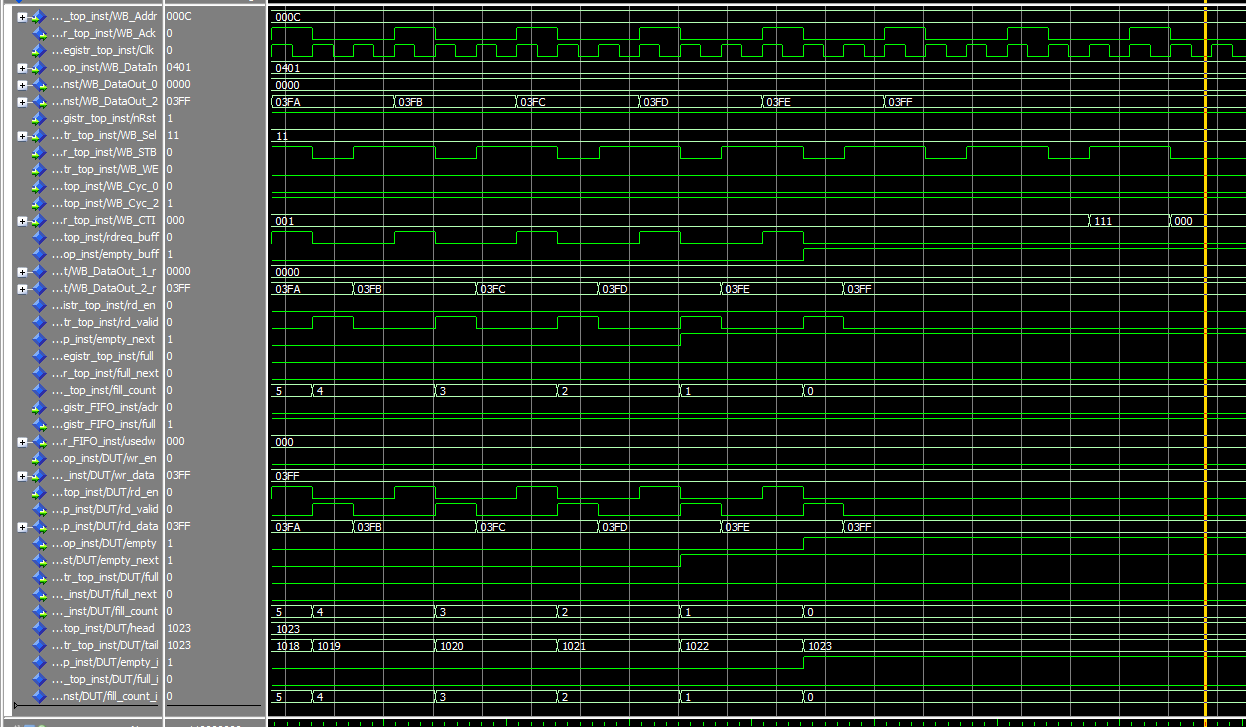 ..._top_inst/WB_Addr 000C 000C
...r_top_inst/WB_Ack 0
...egistr_top_inst/Clk 0
...op_inst/WB_DataIn 0401 0401
...nst/WB_DataOut_0 0000 0000
...nst/WB_DataOut_2 03FF 03FA 03FB 03FC 03FD 03FE 03FF
...gistr_top_inst/nRst 1
...tr_top_inst/WB_Sel 11 11
...r_top_inst/WB_STB 0
...tr_top_inst/WB_WE 0
...top_inst/WB_Cyc_0 0
...top_inst/WB_Cyc_2 1
...r_top_inst/WB_CTI 000 001 111 000
...top_inst/rdreq_buff 0
...op_inst/empty_buff 1
...t/WB_DataOut_1_r 0000 0000
...t/WB_DataOut_2_r 03FF 03FA 03FB 03FC 03FD 03FE 03FF
...istr_top_inst/rd_en 0
...tr_top_inst/rd_valid 0
...p_inst/empty_next 1
...egistr_top_inst/full 0
...r_top_inst/full_next 0
..._top_inst/fill_count 0 5 4 3 2 1 0
...gistr_FIFO_inst/aclr 0
...gistr_FIFO_inst/full 1
...r_FIFO_inst/usedw 000 000
...op_inst/DUT/wr_en 0
..._inst/DUT/wr_data 03FF 03FF
...top_inst/DUT/rd_en 0
...p_inst/DUT/rd_valid 0
...p_inst/DUT/rd_data 03FF 03FA 03FB 03FC 03FD 03FE 03FF
...op_inst/DUT/empty 1
...st/DUT/empty_next 1
...tr_top_inst/DUT/full 0
..._inst/DUT/full_next 0
..._inst/DUT/fill_count 0 5 4 3 2 1 0
...top_inst/DUT/head 1023 1023
...tr_top_inst/DUT/tail 1023 1018 1019 1020 1021 1022 1023
...p_inst/DUT/empty_i 1
..._top_inst/DUT/full_i 0
...nst/DUT/fill_count_i 0 5 4 3 2 1 0